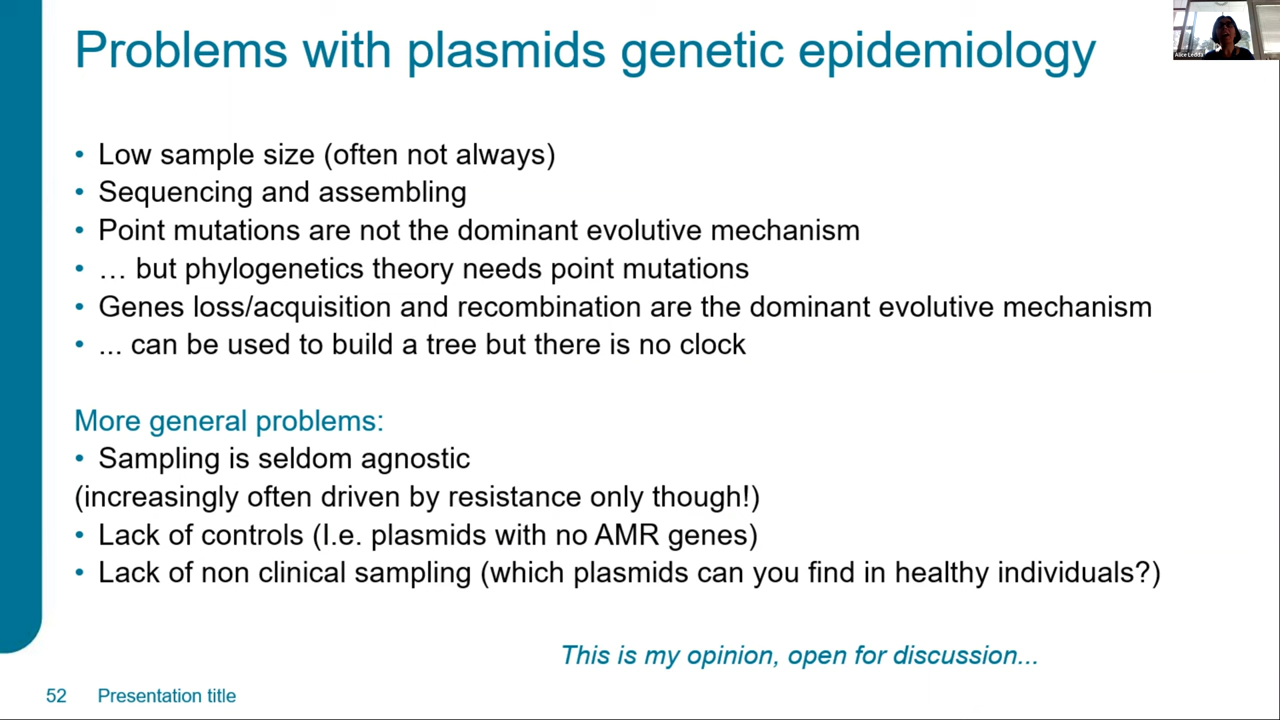 Problems with plasmids genetic epidemiology
Alice Ledda
• Low sample size (often not always)
• Sequencing and assembling
• Point mutations are not the dominant evolutive mechanism
• … but phylogenetics theory needs point mutations
• Genes loss/acquisition and recombination are the dominant evolutive mechanism
• ... can be used to build a tree but there is no clock
More general problems:
• Sampling is seldom agnostic
(increasingly often driven by resistance only though!)
• Lack of controls (I.e. plasmids with no AMR genes)
• Lack of non clinical sampling (which plasmids can you find in healthy individuals?)
This is my opinion, open for discussion...
52 Presentation title